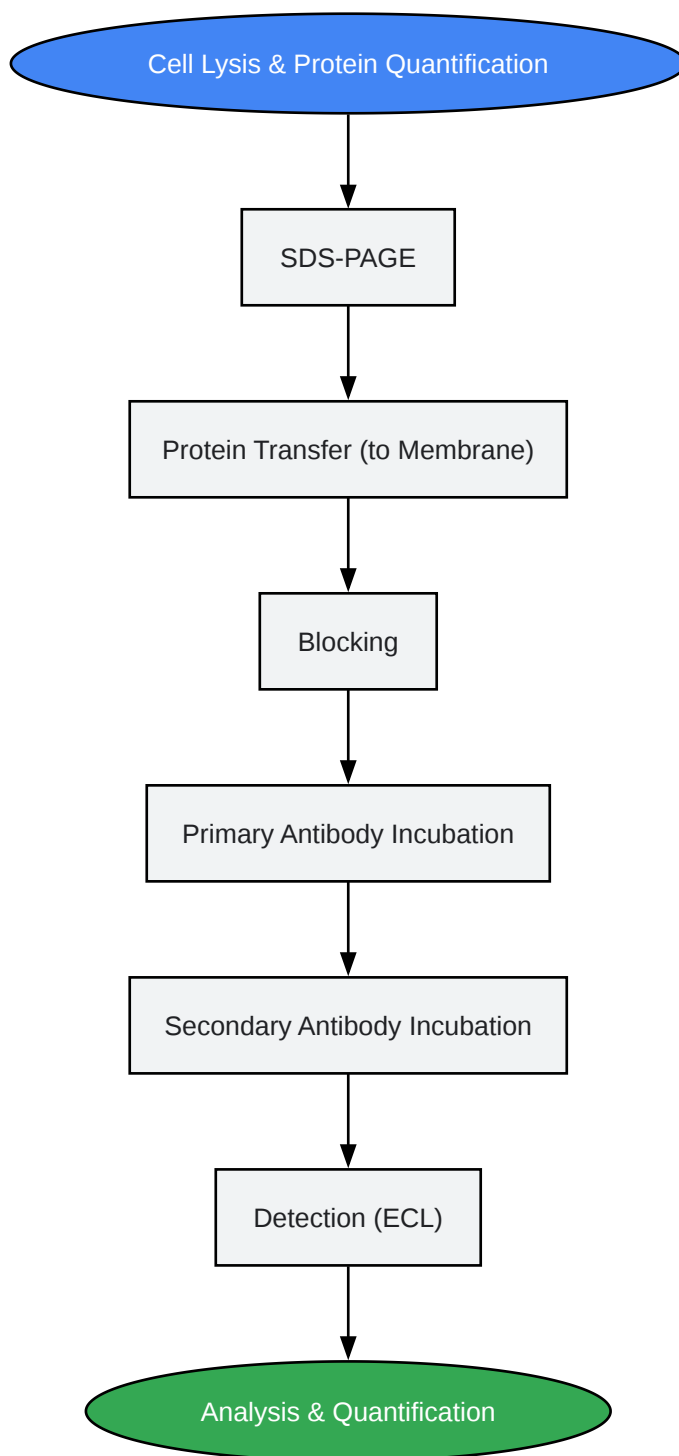 Cell Lysis & Protein Quantification
SDS-PAGE
Protein Transfer (to Membrane)
Blocking
Primary Antibody Incubation
Secondary Antibody Incubation
Detection (ECL)
Analysis & Quantification